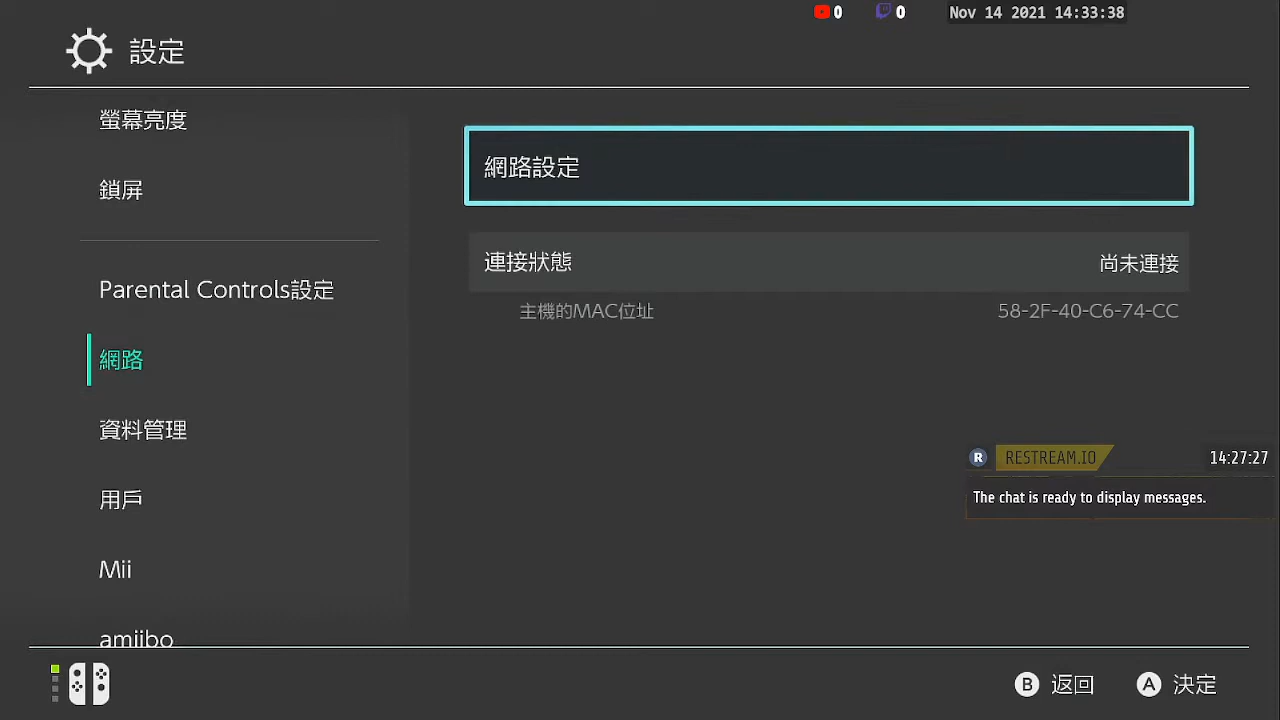 0 0 Nov 14 2021 14:33:38
設定
螢幕亮度
鎖屏
Parental Controls設定
網路
資料管理
用戶
Mii
amiibo
網路設定
連接狀態 尚未連接
主機的MAC位址 58-2F-40-C6-74-CC
R RESTREAM.IO 14:27:27
The chat is ready to display messages.
B 返回 A 決定